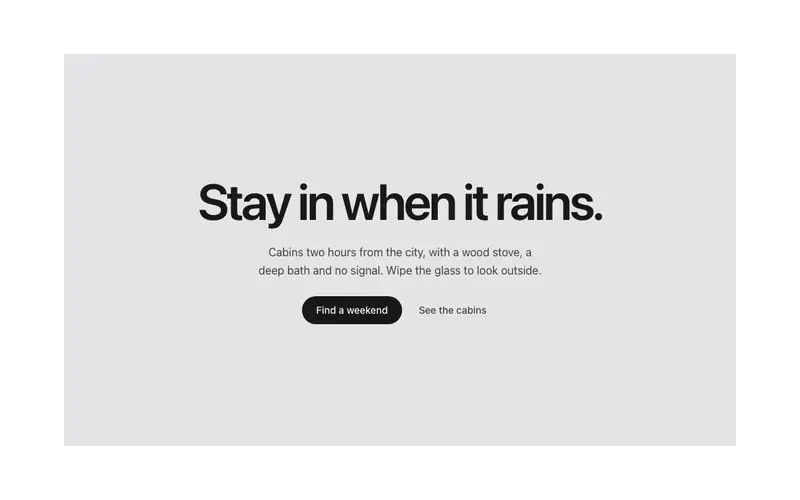 Stay in when it rains.
Cabins two hours from the city, with a wood stove, a
deep bath and no signal. Wipe the glass to look outside.
Find a weekend
See the cabins